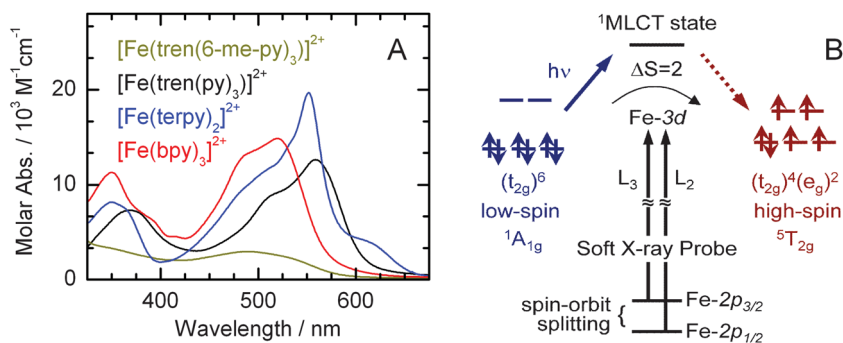 A
[Fe(tren(6-me-py)₃)]²⁺
[Fe(tren(py)₃)]²⁺
[Fe(terpy)₂]²⁺
[Fe(bpy)₃]²⁺
Molar Abs. / 10³ M⁻¹cm⁻¹
20
10
0
400 500 600
Wavelength / nm
B
¹MLCT state
hν
ΔS=2
Fe-3d
(t₂g)⁶
low-spin
¹A₁g
(t₂g)⁴(eg)²
high-spin
⁵T₂g
L₃ L₂
Soft X-ray Probe
spin-orbit
splitting
Fe-2p₃/₂
Fe-2p₁/₂